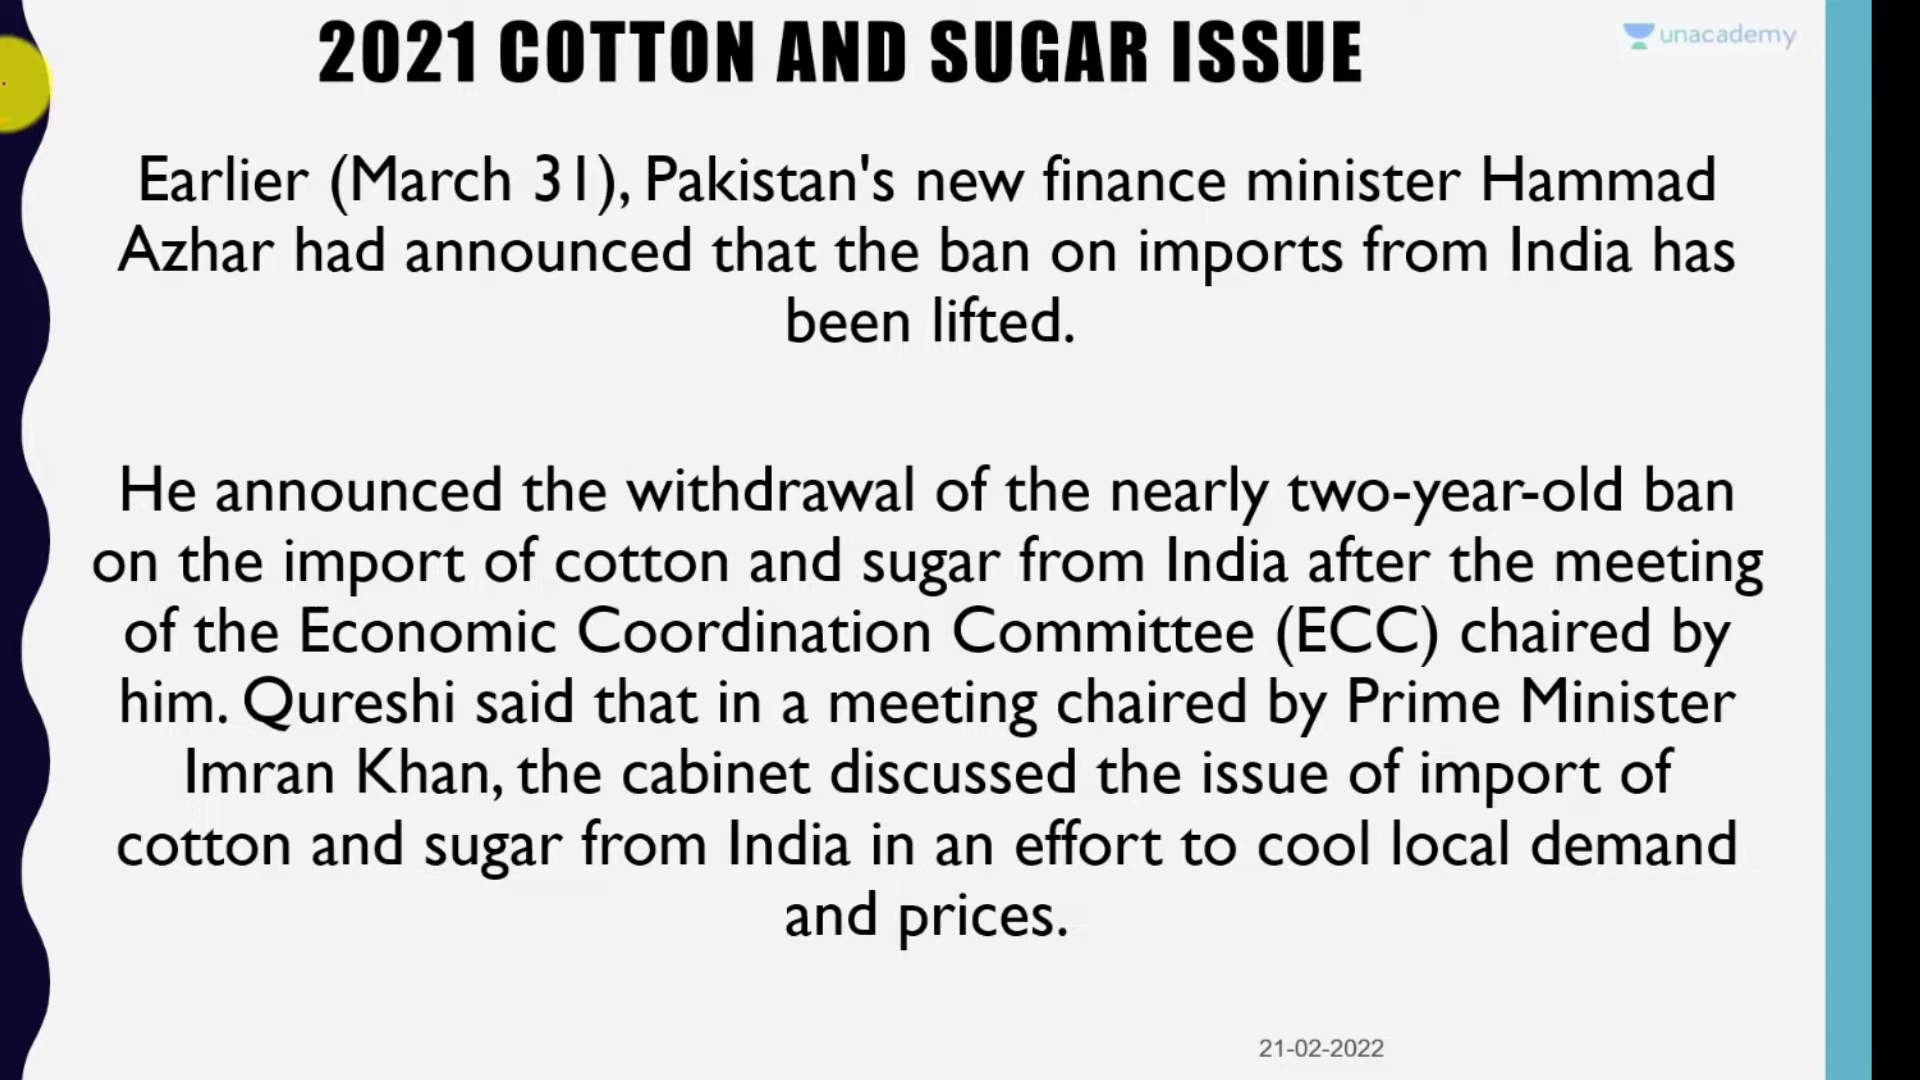 2021 COTTON AND SUGAR ISSUE
unacademy
Earlier (March 31), Pakistan's new finance minister Hammad
Azhar had announced that the ban on imports from India has
been lifted.
He announced the withdrawal of the nearly two-year-old ban
on the import of cotton and sugar from India after the meeting
of the Economic Coordination Committee (ECC) chaired by
him. Qureshi said that in a meeting chaired by Prime Minister
Imran Khan, the cabinet discussed the issue of import of
cotton and sugar from India in an effort to cool local demand
and prices.
21-02-2022